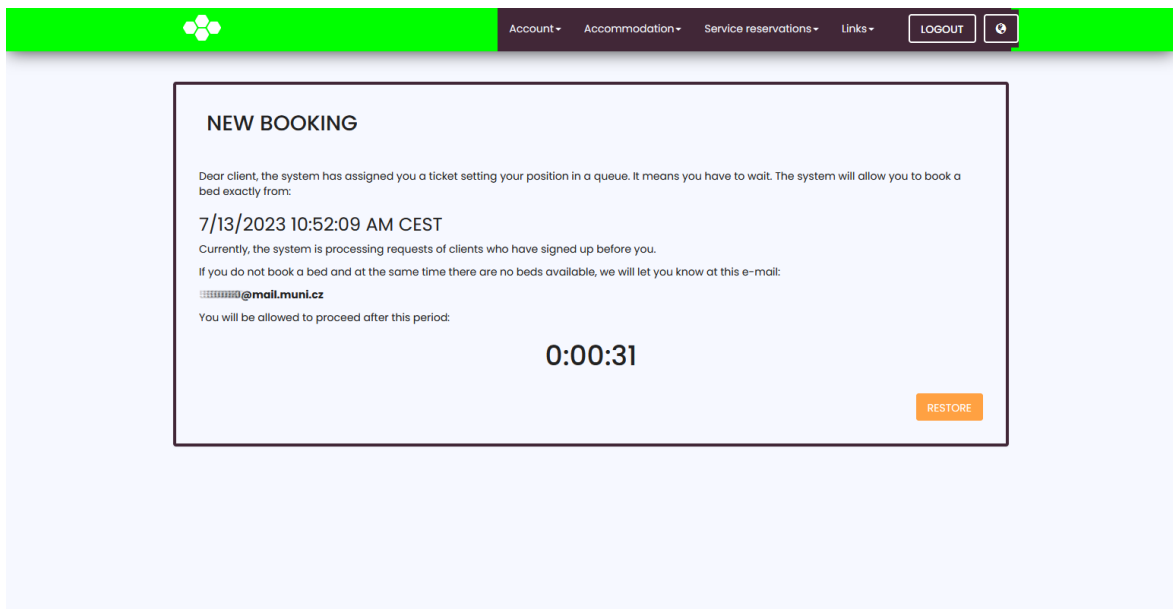 Account
Accommodation
Service reservations
Links
LOGOUT
NEW BOOKING
Dear client, the system has assigned you a ticket setting your position in a queue. It means you have to wait. The system will allow you to book a
bed exactly from:
7/13/2023 10:52:09 AM CEST
Currently, the system is processing requests of clients who have signed up before you.
If you do not book a bed and at the same time there are no beds available, we will let you know at this e-mail:
@mail.muni.cz
You will be allowed to proceed after this period:
0:00:31
RESTORE